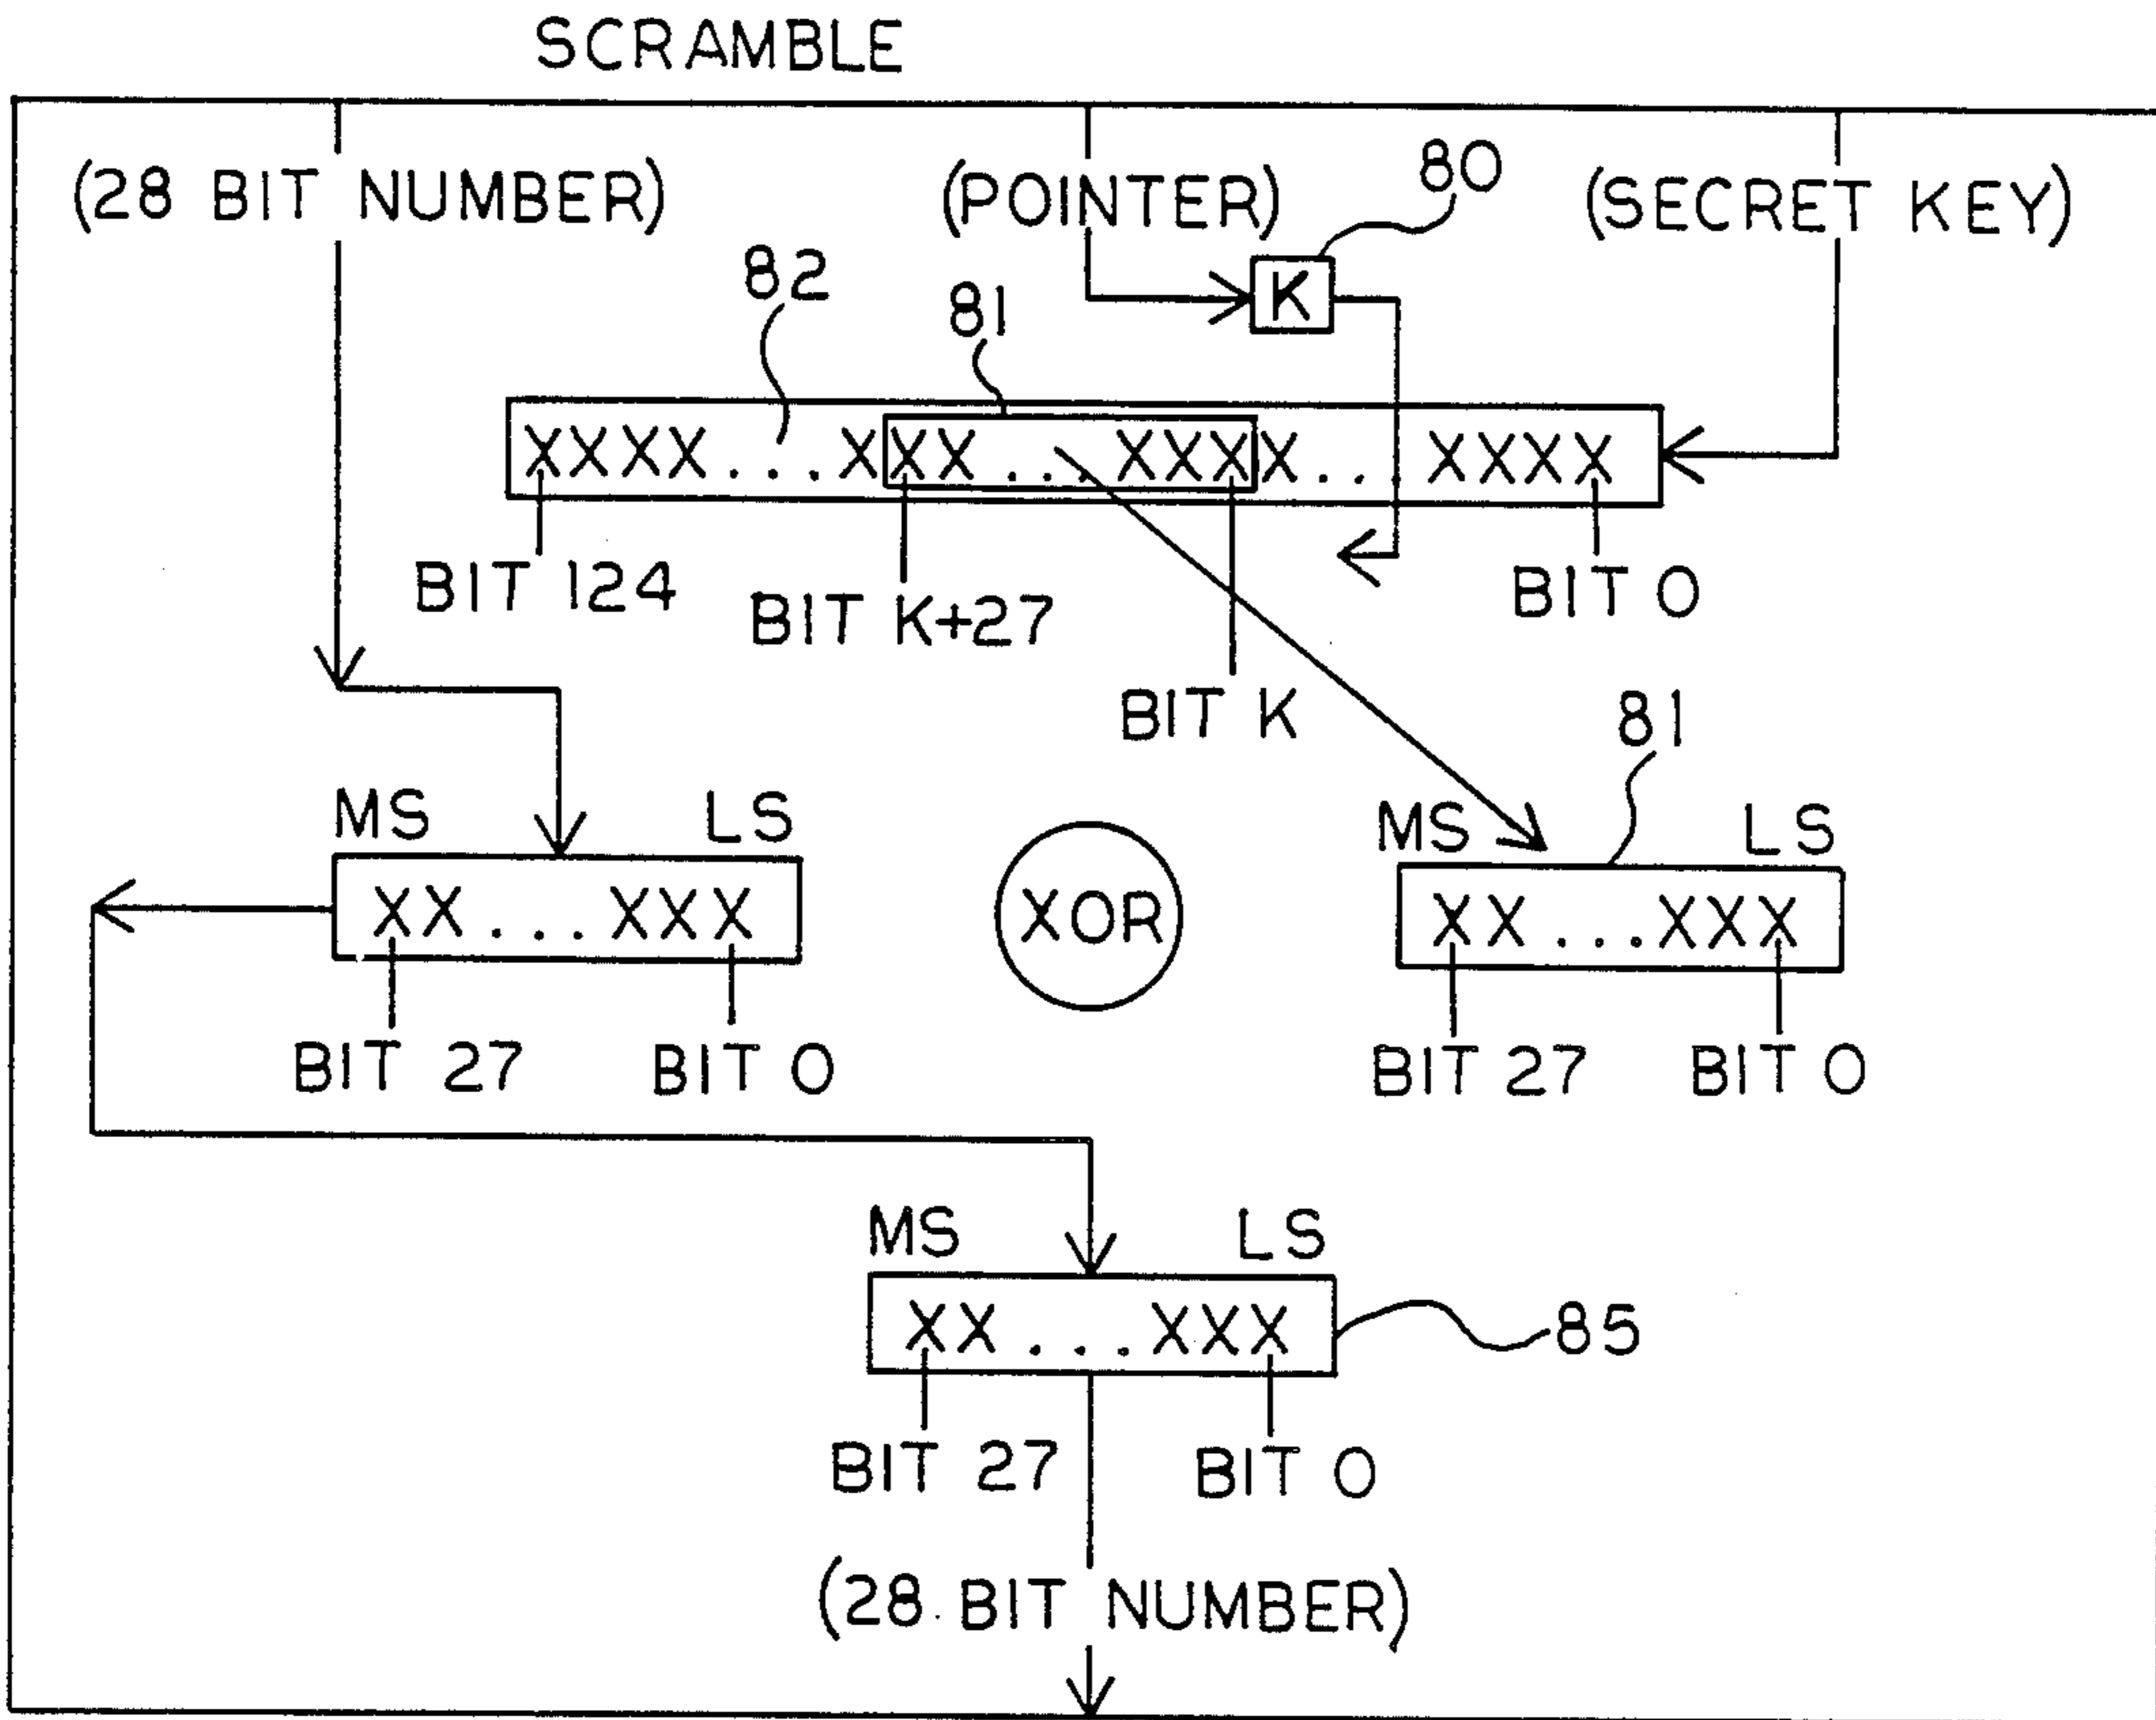 SCRAMBLE
(28 BIT NUMBER) (POINTER) 80 (SECRET KEY)
82 81 K
XXXX...XXX...XXXX...XXXX
BIT 124 BIT K+27 BIT 0
BIT K 81
MS LS MS LS
XX...XXX XOR XX...XXX
BIT 27 BIT 0 BIT 27 BIT 0
MS LS
XX...XXX 85
BIT 27 BIT 0
(28 BIT NUMBER)